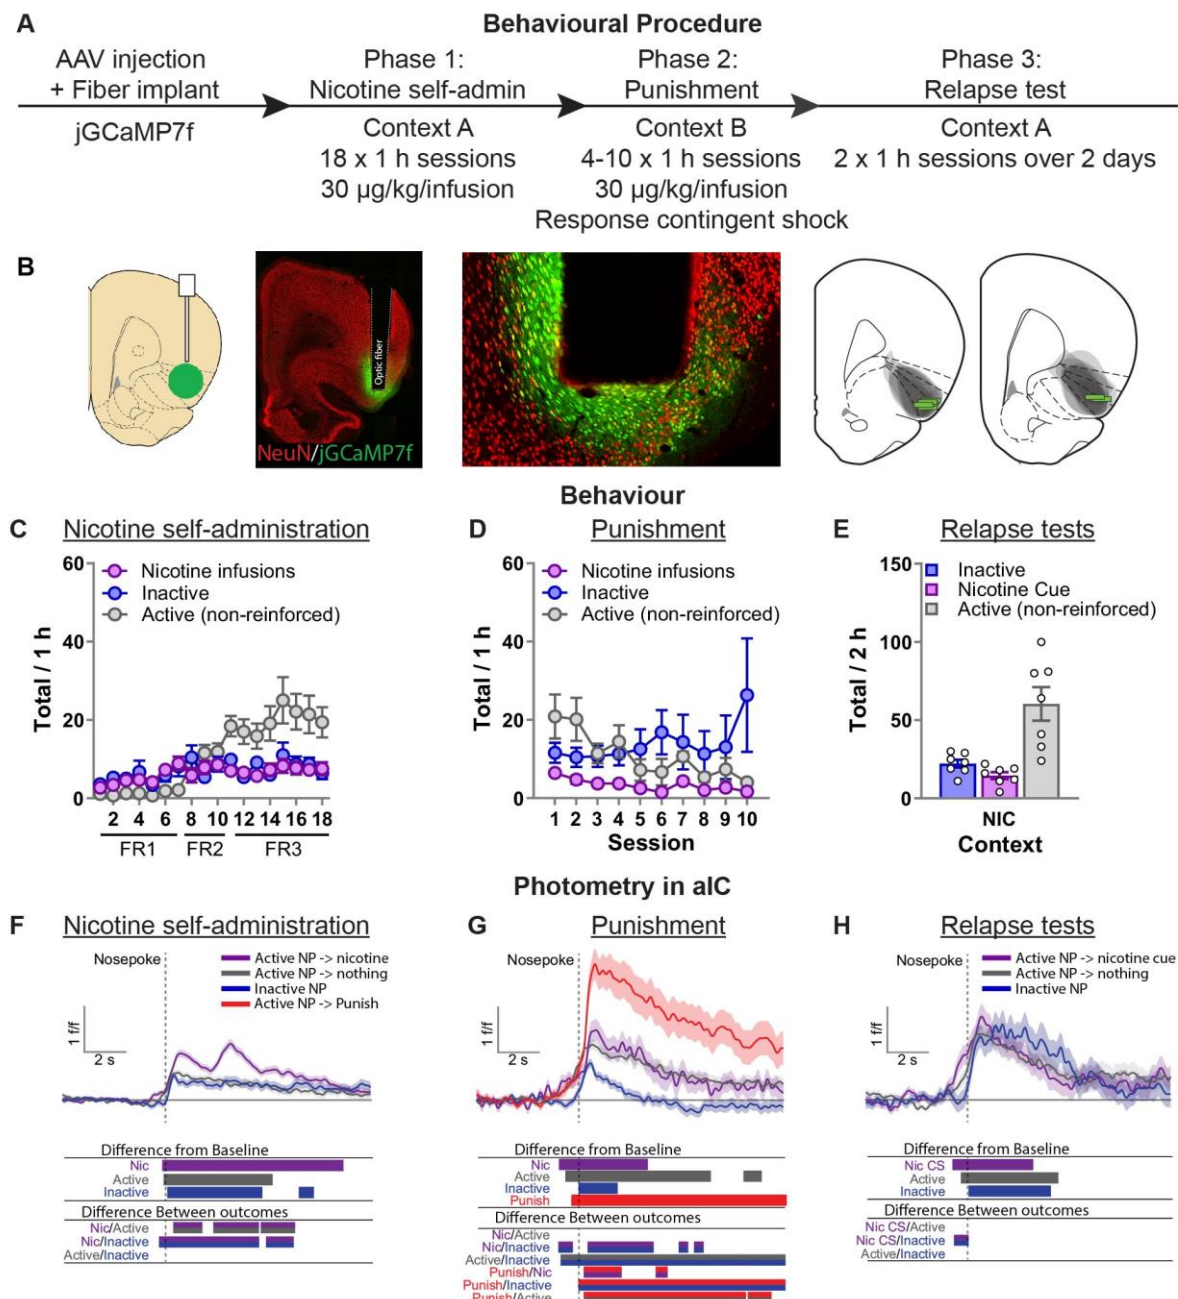 A
Behavioural Procedure
AAV injection
+ Fiber implant
jGCaMP7f
Phase 1:
Nicotine self-admin
Context A
18 x 1 h sessions
30 µg/kg/infusion
Phase 2:
Punishment
Context B
4-10 x 1 h sessions
30 µg/kg/infusion
Response contingent shock
Phase 3:
Relapse test
Context A
2 x 1 h sessions over 2 days
B
Optic fiber
NeuN/jGCaMP7f
Behaviour
C
Nicotine self-administration
Nicotine infusions
Inactive
Active (non-reinforced)
Total / 1 h
60
40
20
0
2 4 6 8 10 12 14 16 18
FR1 FR2 FR3
D
Punishment
Nicotine infusions
Inactive
Active (non-reinforced)
Total / 1 h
60
40
20
0
1 2 3 4 5 6 7 8 9 10
Session
E
Relapse tests
Inactive
Nicotine Cue
Active (non-reinforced)
Total / 2 h
150
100
50
0
NIC
Context
Photometry in aIC
F
Nicotine self-administration
Nosepoke
Active NP -> nicotine
Active NP -> nothing
Inactive NP
Active NP -> Punish
1 f/f
2 s
Difference from Baseline
Nic
Active
Inactive
Difference Between outcomes
Nic/Active
Nic/Inactive
Active/Inactive
G
Punishment
Nosepoke
1 f/f
2 s
Difference from Baseline
Nic
Active
Inactive
Punish
Difference Between outcomes
Nic/Active
Nic/Inactive
Active/Inactive
Punish/Nic
Punish/Inactive
Punish/Active
H
Relapse tests
Nosepoke
Active NP -> nicotine cue
Active NP -> nothing
Inactive NP
1 f/f
2 s
Difference from Baseline
Nic CS
Active
Inactive
Difference Between outcomes
Nic CS/Active
Nic CS/Inactive
Active/Inactive